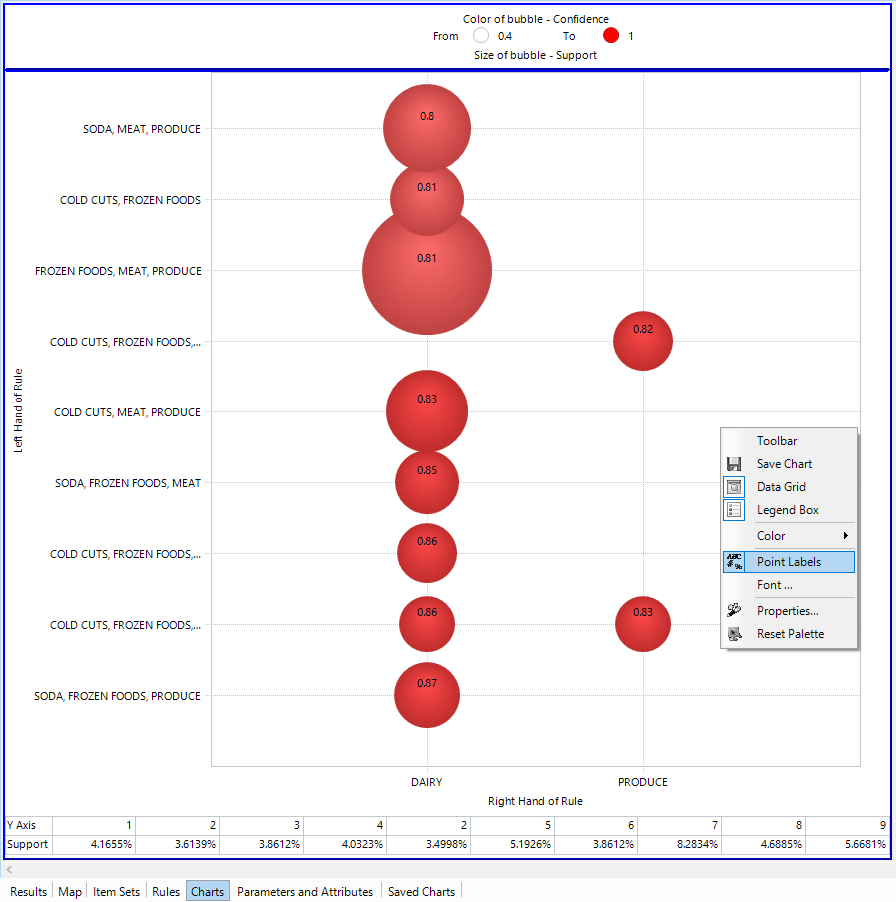 Color of bubble - Confidence
From 0.4 To 1
Size of bubble - Support
SODA, MEAT, PRODUCE
0.8
COLD CUTS, FROZEN FOODS
0.81
FROZEN FOODS, MEAT, PRODUCE
0.81
COLD CUTS, FROZEN FOODS,...
0.82
COLD CUTS, MEAT, PRODUCE
0.83
SODA, FROZEN FOODS, MEAT
0.85
COLD CUTS, FROZEN FOODS,...
0.86
COLD CUTS, FROZEN FOODS,...
0.86
0.83
SODA, FROZEN FOODS, PRODUCE
0.87
Left Hand of Rule
DAIRY
PRODUCE
Right Hand of Rule
Toolbar
Save Chart
Data Grid
Legend Box
Color
ABC
#%
Point Labels
Font ...
Properties...
Reset Palette
Y Axis 1 2 3 4 2 5 6 7 8 9
Support 4.1655% 3.6139% 3.8612% 4.0323% 3.4998% 5.1926% 3.8612% 8.2834% 4.6885% 5.6681%
Results Map Item Sets Rules Charts Parameters and Attributes Saved Charts